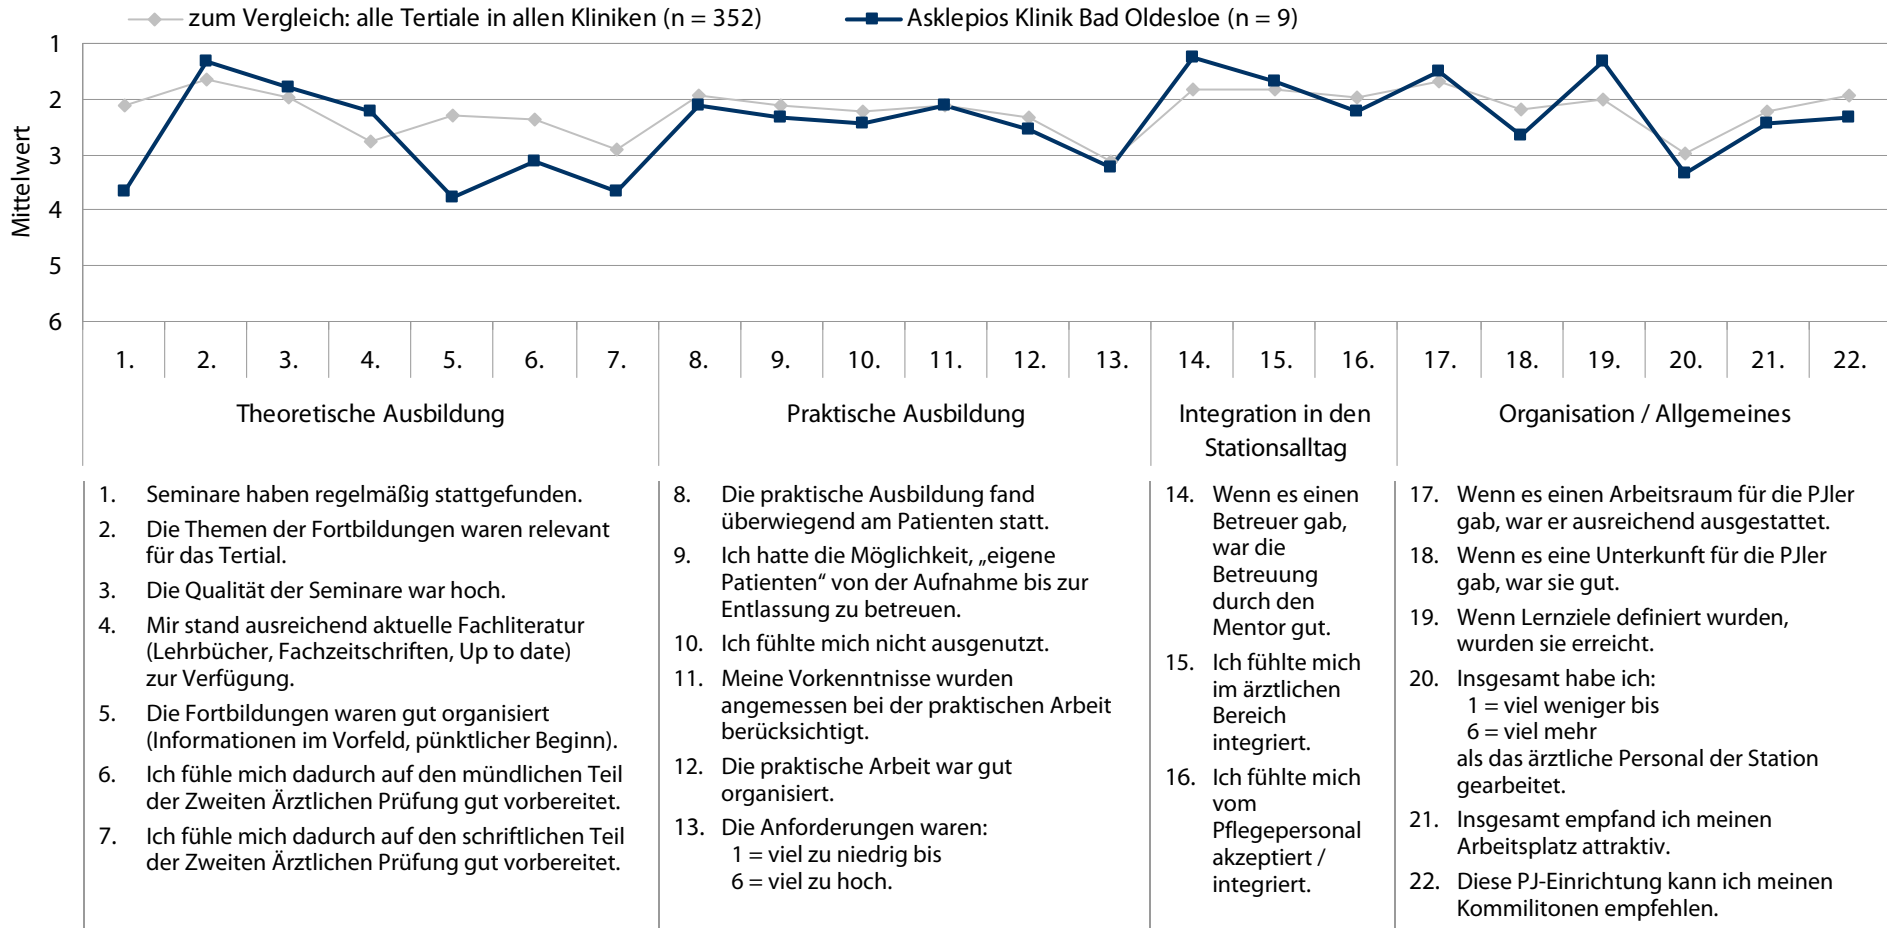 zum Vergleich: alle Tertiale in allen Kliniken (n = 352)
Asklepios Klinik Bad Oldesloe (n = 9)
Mittelwert
1
2
3
4
5
6
1. 2. 3. 4. 5. 6. 7. 8. 9. 10. 11. 12. 13. 14. 15. 16. 17. 18. 19. 20. 21. 22.
Theoretische Ausbildung
Praktische Ausbildung
Integration in den
Stationsalltag
Organisation / Allgemeines
1. Seminare haben regelmäßig stattgefunden.
2. Die Themen der Fortbildungen waren relevant
für das Tertial.
3. Die Qualität der Seminare war hoch.
4. Mir stand ausreichend aktuelle Fachliteratur
(Lehrbücher, Fachzeitschriften, Up to date)
zur Verfügung.
5. Die Fortbildungen waren gut organisiert
(Informationen im Vorfeld, pünktlicher Beginn).
6. Ich fühle mich dadurch auf den mündlichen Teil
der Zweiten Ärztlichen Prüfung gut vorbereitet.
7. Ich fühle mich dadurch auf den schriftlichen Teil
der Zweiten Ärztlichen Prüfung gut vorbereitet.
8. Die praktische Ausbildung fand
überwiegend am Patienten statt.
9. Ich hatte die Möglichkeit, „eigene
Patienten“ von der Aufnahme bis zur
Entlassung zu betreuen.
10. Ich fühlte mich nicht ausgenutzt.
11. Meine Vorkenntnisse wurden
angemessen bei der praktischen Arbeit
berücksichtigt.
12. Die praktische Arbeit war gut
organisiert.
13. Die Anforderungen waren:
1 = viel zu niedrig bis
6 = viel zu hoch.
14. Wenn es einen
Betreuer gab,
war die
Betreuung
durch den
Mentor gut.
15. Ich fühlte mich
im ärztlichen
Bereich
integriert.
16. Ich fühlte mich
vom
Pflegepersonal
akzeptiert /
integriert.
17. Wenn es einen Arbeitsraum für die PJler
gab, war er ausreichend ausgestattet.
18. Wenn es eine Unterkunft für die PJler
gab, war sie gut.
19. Wenn Lernziele definiert wurden,
wurden sie erreicht.
20. Insgesamt habe ich:
1 = viel weniger bis
6 = viel mehr
als das ärztliche Personal der Station
gearbeitet.
21. Insgesamt empfand ich meinen
Arbeitsplatz attraktiv.
22. Diese PJ-Einrichtung kann ich meinen
Kommilitonen empfehlen.